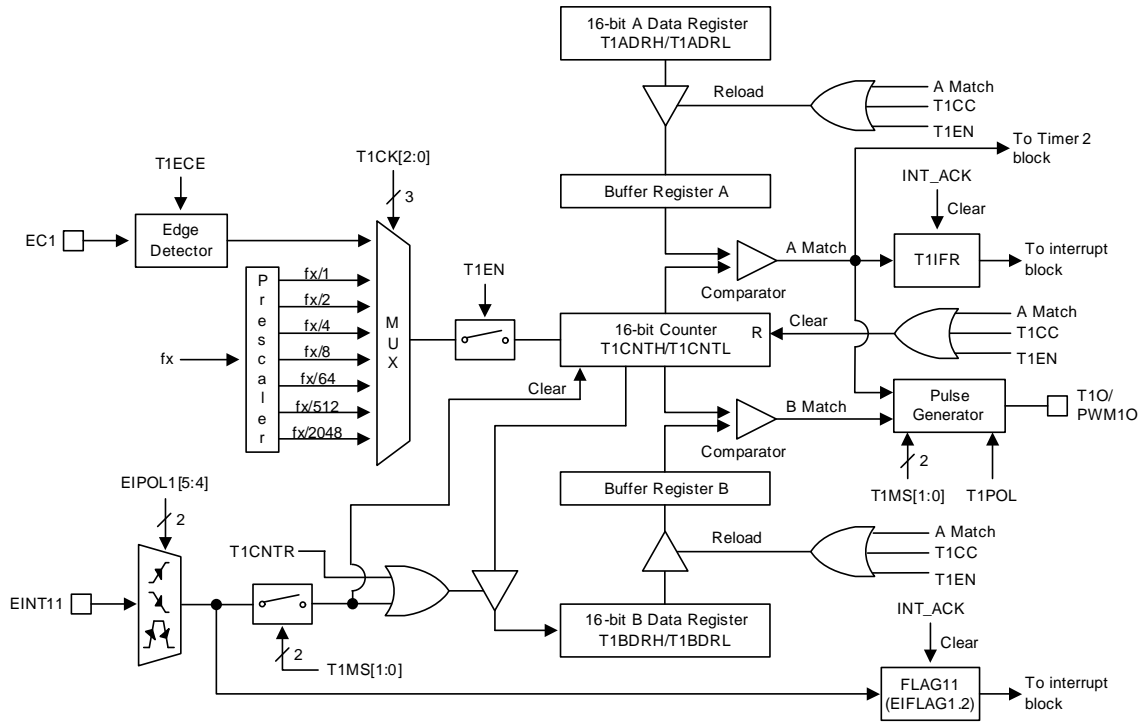 16-bit A Data Register
T1ADRH/T1ADRL
Reload
A Match
T1CC
T1EN
To Timer 2
block
T1ECE
T1CK[2:0]
3
Buffer Register A
INT_ACK
Clear
EC1
Edge
Detector
A Match
T1IFR
To interrupt
block
Comparator
Prescaler
fx/1
fx/2
fx/4
fx/8
fx/64
fx/512
fx/2048
fx
MUX
T1EN
16-bit Counter
T1CNTH/T1CNTL
R
Clear
A Match
T1CC
T1EN
Clear
B Match
Pulse
Generator
T1O/
PWM1O
Comparator
2
T1MS[1:0]
T1POL
EIPOL1[5:4]
2
Buffer Register B
Reload
A Match
T1CC
T1EN
T1CNTR
EINT11
2
T1MS[1:0]
16-bit B Data Register
T1BDRH/T1BDRL
INT_ACK
Clear
FLAG11
(EIFLAG1.2)
To interrupt
block